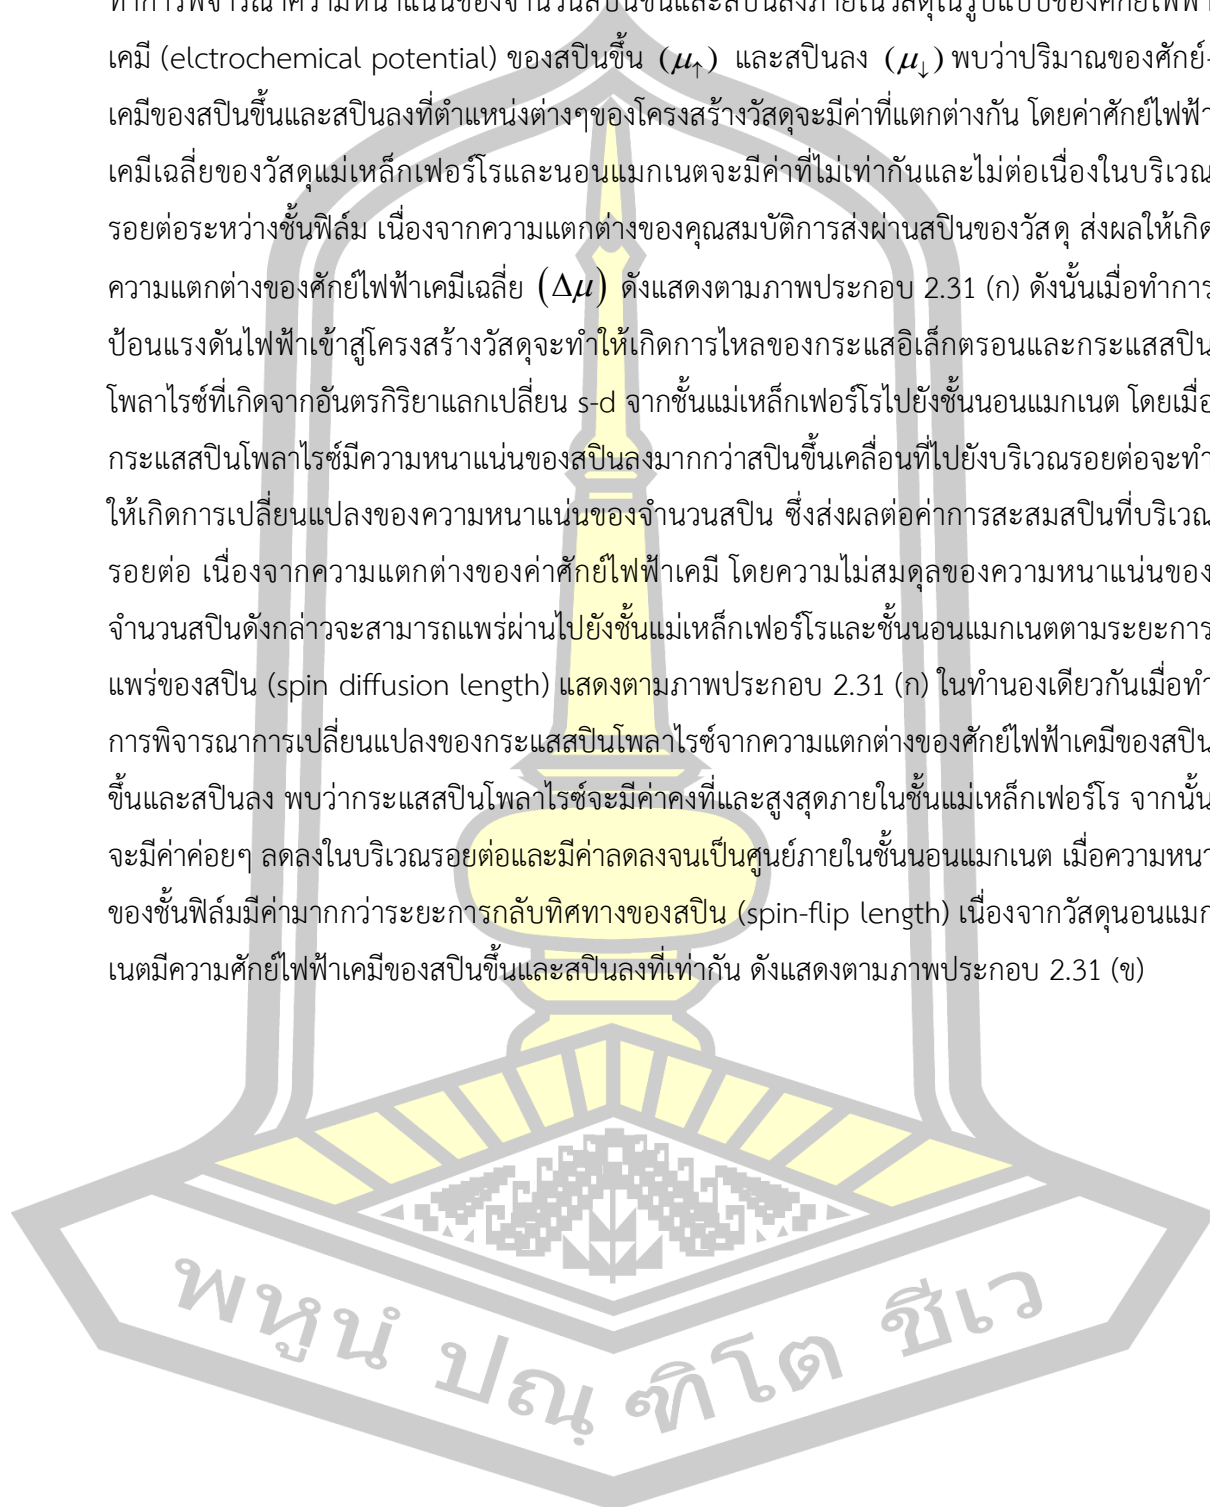 ทำการพิจารณาความหนาแน่นของจำนวนสปินขึ้นและสปินลงภายในวัสดุในรูปแบบของศักย์ไฟฟ้า
เคมี (elctrochemical potential) ของสปินขึ้น (μ↑) และสปินลง (μ↓) พบว่าปริมาณของศักย์-
เคมีของสปินขึ้นและสปินลงที่ตำแหน่งต่างๆของโครงสร้างวัสดุจะมีค่าที่แตกต่างกัน โดยค่าศักย์ไฟฟ้า
เคมีเฉลี่ยของวัสดุแม่เหล็กเฟอร์โรและนอนแมกเนตจะมีค่าที่ไม่เท่ากันและไม่ต่อเนื่องในบริเวณ
รอยต่อระหว่างชั้นฟิล์ม เนื่องจากความแตกต่างของคุณสมบัติการส่งผ่านสปินของวัสดุ ส่งผลให้เกิด
ความแตกต่างของศักย์ไฟฟ้าเคมีเฉลี่ย (Δμ) ดังแสดงตามภาพประกอบ 2.31 (ก) ดังนั้นเมื่อทำการ
ป้อนแรงดันไฟฟ้าเข้าสู่โครงสร้างวัสดุจะทำให้เกิดการไหลของกระแสอิเล็กตรอนและกระแสสปิน
โพลาไรซ์ที่เกิดจากอันตรกิริยาแลกเปลี่ยน s-d จากชั้นแม่เหล็กเฟอร์โรไปยังชั้นนอนแมกเนต โดยเมื่อ
กระแสสปินโพลาไรซ์มีความหนาแน่นของสปินลงมากกว่าสปินขึ้นเคลื่อนที่ไปยังบริเวณรอยต่อจะทำ
ให้เกิดการเปลี่ยนแปลงของความหนาแน่นของจำนวนสปิน ซึ่งส่งผลต่อค่าการสะสมสปินที่บริเวณ
รอยต่อ เนื่องจากความแตกต่างของค่าศักย์ไฟฟ้าเคมี โดยความไม่สมดุลของความหนาแน่นของ
จำนวนสปินดังกล่าวจะสามารถแพร่ผ่านไปยังชั้นแม่เหล็กเฟอร์โรและชั้นนอนแมกเนตตามระยะการ
แพร่ของสปิน (spin diffusion length) แสดงตามภาพประกอบ 2.31 (ก) ในทำนองเดียวกันเมื่อทำ
การพิจารณาการเปลี่ยนแปลงของกระแสสปินโพลาไรซ์จากความแตกต่างของศักย์ไฟฟ้าเคมีของสปิน
ขึ้นและสปินลง พบว่ากระแสสปินโพลาไรซ์จะมีค่าคงที่และสูงสุดภายในชั้นแม่เหล็กเฟอร์โร จากนั้น
จะมีค่าค่อยๆ ลดลงในบริเวณรอยต่อและมีค่าลดลงจนเป็นศูนย์ภายในชั้นนอนแมกเนต เมื่อความหนา
ของชั้นฟิล์มมีค่ามากกว่าระยะการกลับทิศทางของสปิน (spin-flip length) เนื่องจากวัสดุนอนแมก
เนตมีความศักย์ไฟฟ้าเคมีของสปินขึ้นและสปินลงที่เท่ากัน ดังแสดงตามภาพประกอบ 2.31 (ข)
พหูนํ ปณฺฑิโต ชีเว